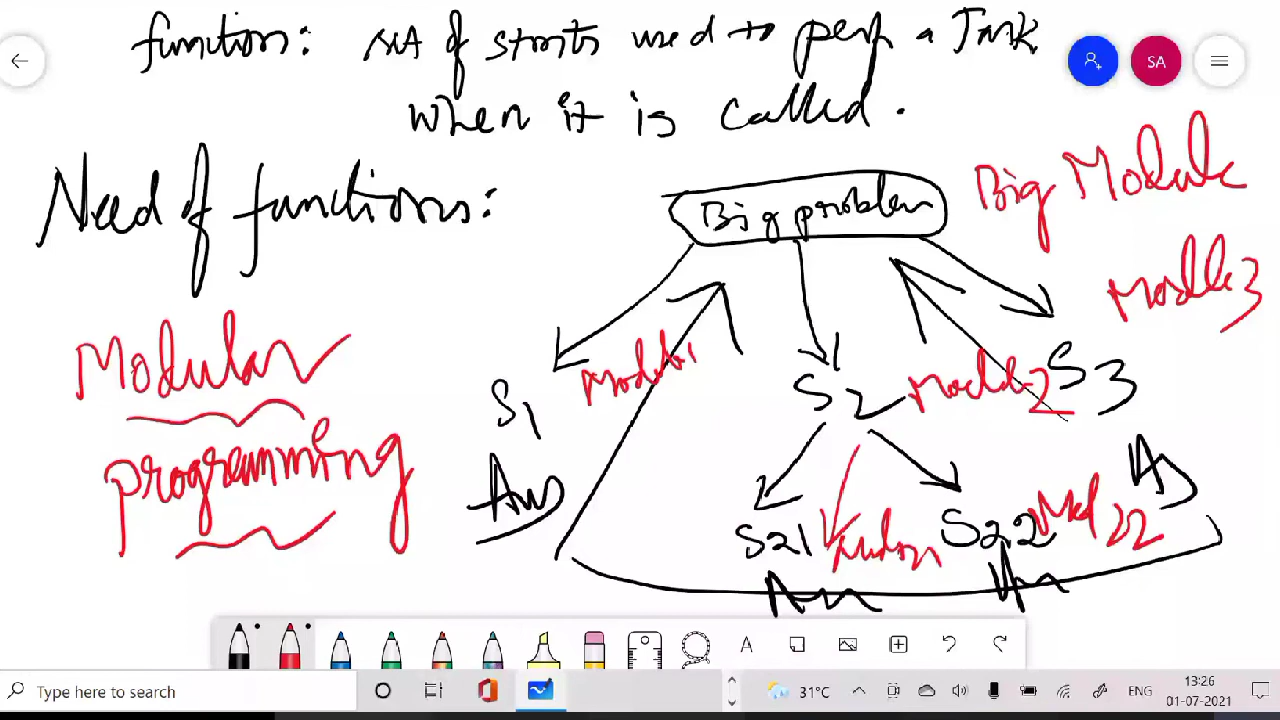 function: set of stmts used to perf a Task
SA
when it is called.
Need of functions:
Big problem
Big Module
Module3
Modular
programming
S1
Module1
S2
Module2
S3
Ans
S21
S22
Mod 22
Type here to search
31°C
ENG
13:26
01-07-2021